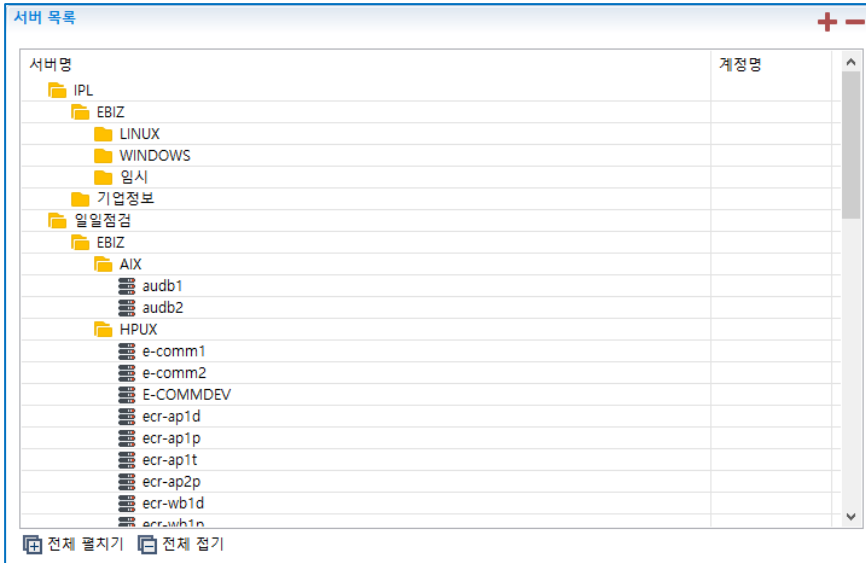 서버 목록
서버명 계정명
IPL
EBIZ
LINUX
WINDOWS
임시
기업정보
일일점검
EBIZ
AIX
audb1
audb2
HPUX
e-comm1
e-comm2
E-COMMDEV
ecr-ap1d
ecr-ap1p
ecr-ap1t
ecr-ap2p
ecr-wb1d
ecr-wb1p
전체 펼치기 전체 접기